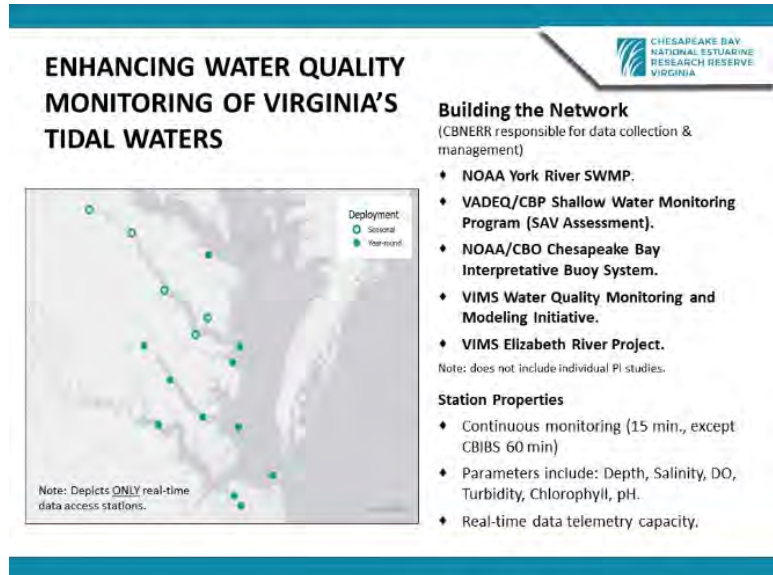 ENHANCING WATER QUALITY
MONITORING OF VIRGINIA'S
TIDAL WATERS
CHESAPEAKE BAY
NATIONAL ESTUARINE
RESEARCH RESERVE
VIRGINIA
Building the Network
(CBNERR responsible for data collection &
management)
♦ NOAA York River SWMP.
♦ VADEQ/CBP Shallow Water Monitoring
Program (SAV Assessment).
♦ NOAA/CBO Chesapeake Bay
Interpretative Buoy System.
♦ VIMS Water Quality Monitoring and
Modeling Initiative.
♦ VIMS Elizabeth River Project.
Note: does not include individual PI studies.
Station Properties
♦ Continuous monitoring (15 min., except
CBIBS 60 min)
♦ Parameters include: Depth, Salinity, DO,
Turbidity, Chlorophyll, pH.
♦ Real-time data telemetry capacity.
Deployment
Seasonal
Year-round
Note: Depicts ONLY real-time
data access stations.